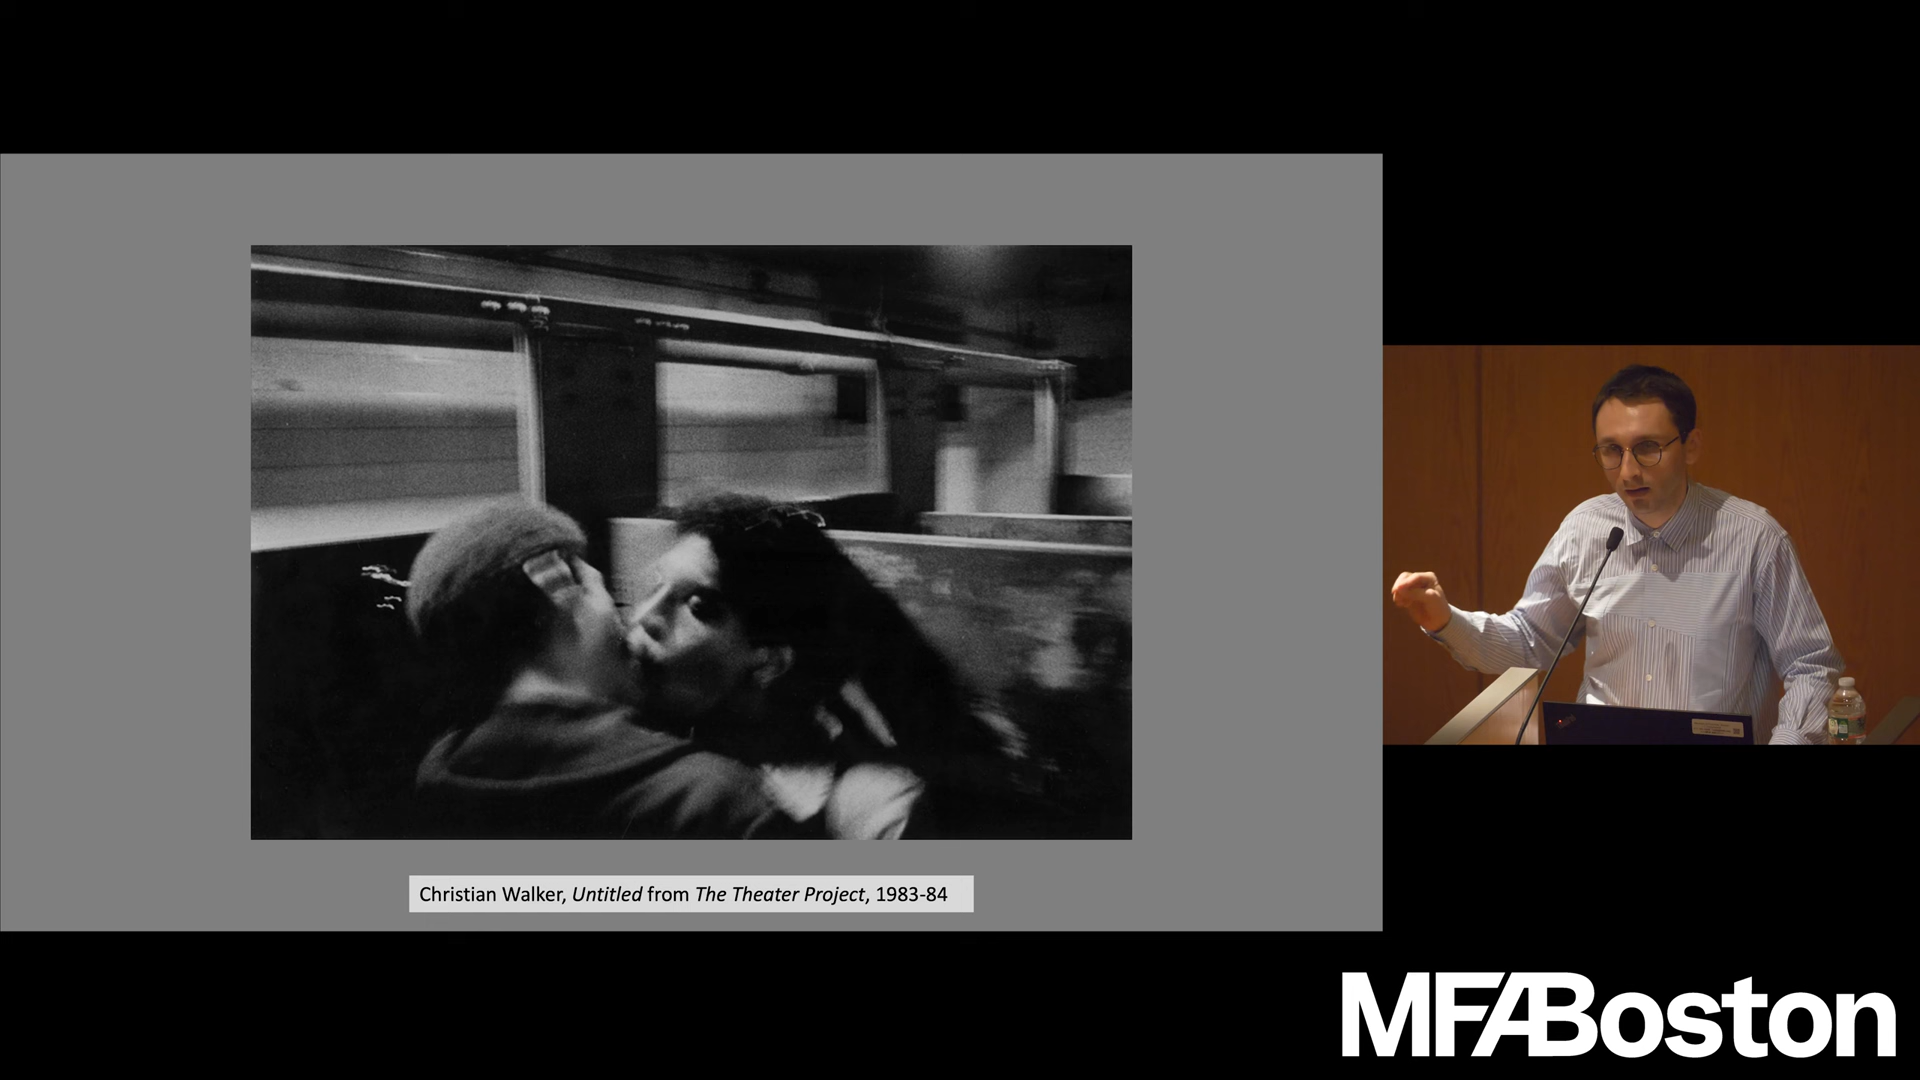 Christian Walker, Untitled from The Theater Project, 1983-84
MFABoston